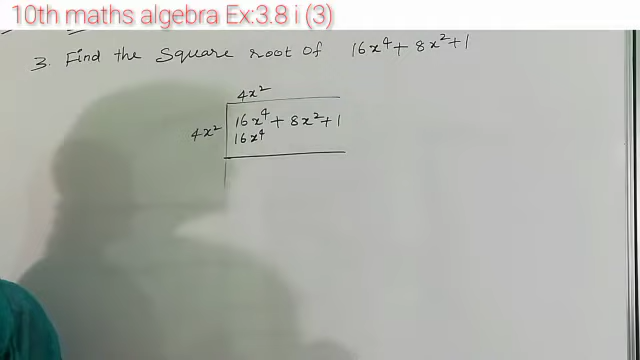 10th maths algebra Ex:3.8 i (3)
3. Find the Square root of 16x⁴ + 8x² + 1
4x²
4x² 16x⁴ + 8x² + 1
16x⁴